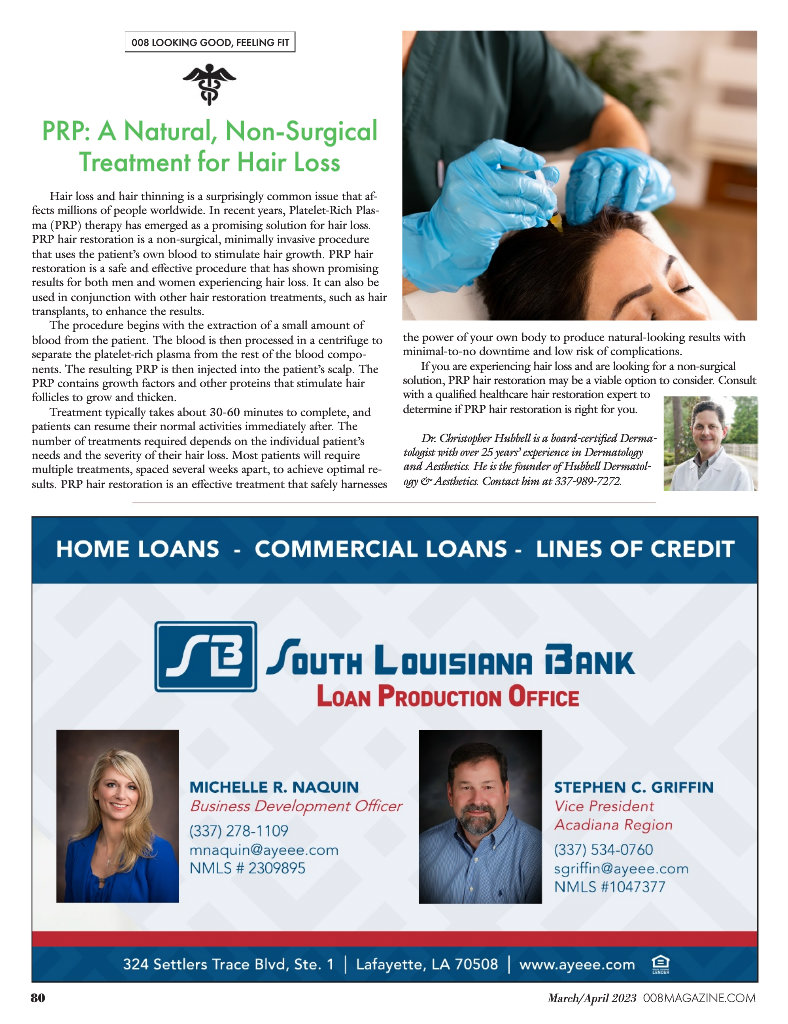 008 LOOKING GOOD, FEELING FIT
PRP: A Natural, Non-Surgical
Treatment for Hair Loss
Hair loss and hair thinning is a surprisingly common issue that af-
fects millions of people worldwide. In recent years, Platelet-Rich Plas-
ma (PRP) therapy has emerged as a promising solution for hair loss.
PRP hair restoration is a non-surgical, minimally invasive procedure
that uses the patient's own blood to stimulate hair growth. PRP hair
restoration is a safe and effective procedure that has shown promising
results for both men and women experiencing hair loss. It can also be
used in conjunction with other hair restoration treatments, such as hair
transplants, to enhance the results.
The procedure begins with the extraction of a small amount of
blood from the patient. The blood is then processed in a centrifuge to
separate the platelet-rich plasma from the rest of the blood compo-
nents. The resulting PRP is then injected into the patient's scalp. The
PRP contains growth factors and other proteins that stimulate hair
follicles to grow and thicken.
Treatment typically takes about 30-60 minutes to complete, and
patients can resume their normal activities immediately after. The
number of treatments required depends on the individual patient's
needs and the severity of their hair loss. Most patients will require
multiple treatments, spaced several weeks apart, to achieve optimal re-
sults. PRP hair restoration is an effective treatment that safely harnesses
the power of your own body to produce natural-looking results with
minimal-to-no downtime and low risk of complications.
If you are experiencing hair loss and are looking for a non-surgical
solution, PRP hair restoration may be a viable option to consider. Consult
with a qualified healthcare hair restoration expert to
determine if PRP hair restoration is right for you.
Dr. Christopher Hubbell is a board-certified Derma-
tologist with over 25 years' experience in Dermatology
and Aesthetics. He is the founder of Hubbell Dermatol-
ogy & Aesthetics. Contact him at 337-989-7272.
HOME LOANS - COMMERCIAL LOANS - LINES OF CREDIT
SLB SOUTH LOUISIANA BANK
LOAN PRODUCTION OFFICE
MICHELLE R. NAQUIN
Business Development Officer
(337) 278-1109
mnaquin@ayeee.com
NMLS # 2309895
STEPHEN C. GRIFFIN
Vice President
Acadiana Region
(337) 534-0760
sgriffin@ayeee.com
NMLS #1047377
324 Settlers Trace Blvd, Ste. 1 | Lafayette, LA 70508 | www.ayeee.com
80
March/April 2023 008MAGAZINE.COM